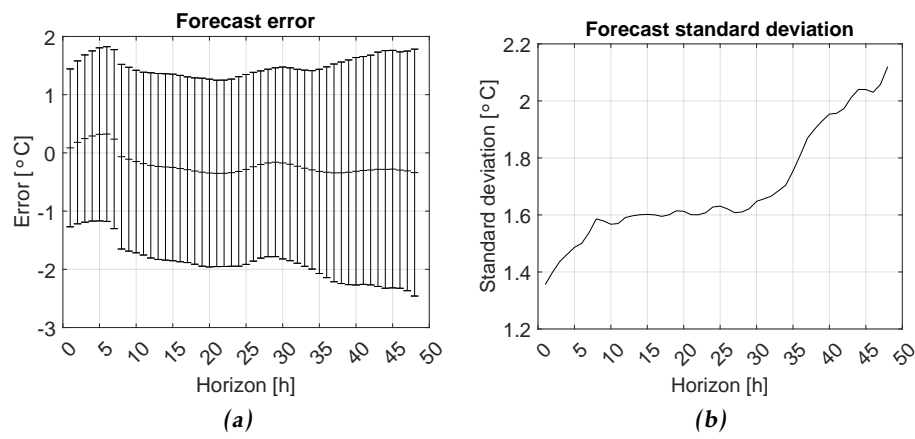 Forecast error
2
1
0
-1
-2
-3
Error [°C]
0 5 10 15 20 25 30 35 40 45 50
Horizon [h]
(a)
Forecast standard deviation
2.2
2
1.8
1.6
1.4
1.2
Standard deviation [°C]
0 5 10 15 20 25 30 35 40 45 50
Horizon [h]
(b)